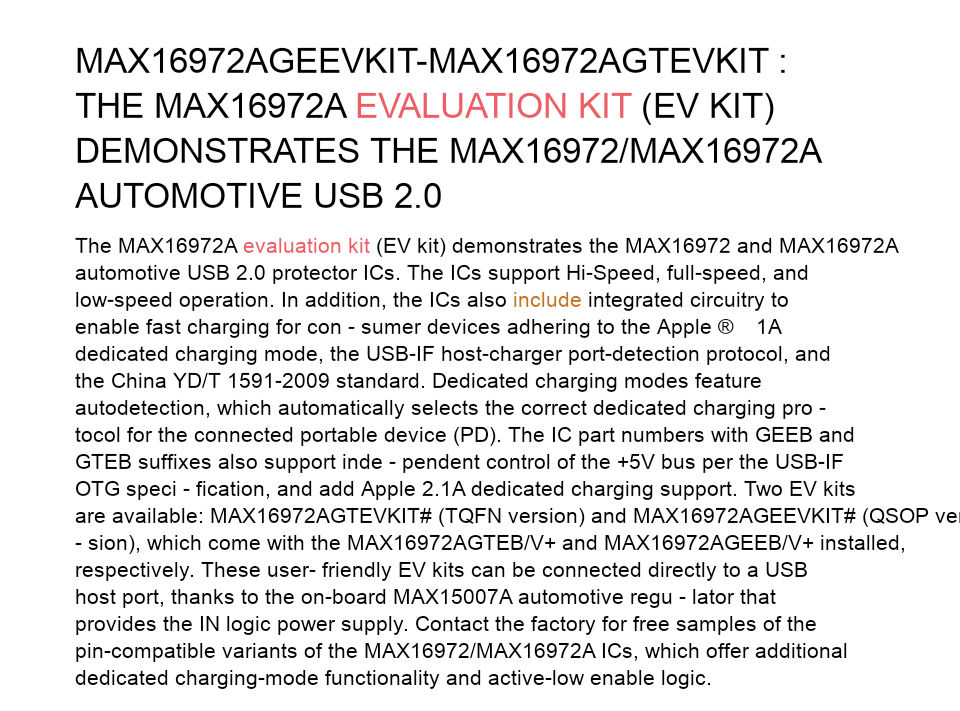 MAX16972AGEEVKIT-MAX16972AGTEVKIT :
THE MAX16972A EVALUATION KIT (EV KIT)
DEMONSTRATES THE MAX16972/MAX16972A
AUTOMOTIVE USB 2.0
The MAX16972A evaluation kit (EV kit) demonstrates the MAX16972 and MAX16972A
automotive USB 2.0 protector ICs. The ICs support Hi-Speed, full-speed, and
low-speed operation. In addition, the ICs also include integrated circuitry to
enable fast charging for con - sumer devices adhering to the Apple ® 1A
dedicated charging mode, the USB-IF host-charger port-detection protocol, and
the China YD/T 1591-2009 standard. Dedicated charging modes feature
autodetection, which automatically selects the correct dedicated charging pro -
tocol for the connected portable device (PD). The IC part numbers with GEEB and
GTEB suffixes also support inde - pendent control of the +5V bus per the USB-IF
OTG speci - fication, and add Apple 2.1A dedicated charging support. Two EV kits
are available: MAX16972AGTEVKIT# (TQFN version) and MAX16972AGEEVKIT# (QSOP ver
- sion), which come with the MAX16972AGTEB/V+ and MAX16972AGEEB/V+ installed,
respectively. These user- friendly EV kits can be connected directly to a USB
host port, thanks to the on-board MAX15007A automotive regu - lator that
provides the IN logic power supply. Contact the factory for free samples of the
pin-compatible variants of the MAX16972/MAX16972A ICs, which offer additional
dedicated charging-mode functionality and active-low enable logic.